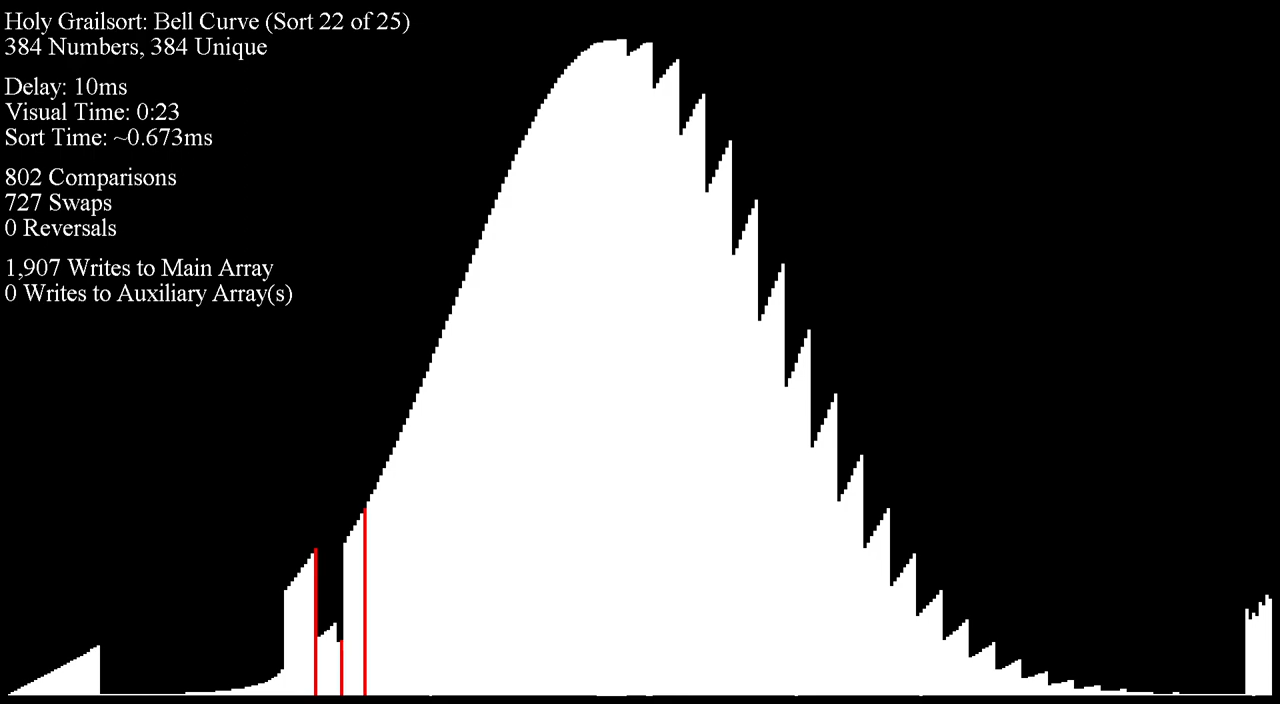 Holy Grailsort: Bell Curve (Sort 22 of 25)
384 Numbers, 384 Unique
Delay: 10ms
Visual Time: 0:23
Sort Time: ~0.673ms
802 Comparisons
727 Swaps
0 Reversals
1,907 Writes to Main Array
0 Writes to Auxiliary Array(s)